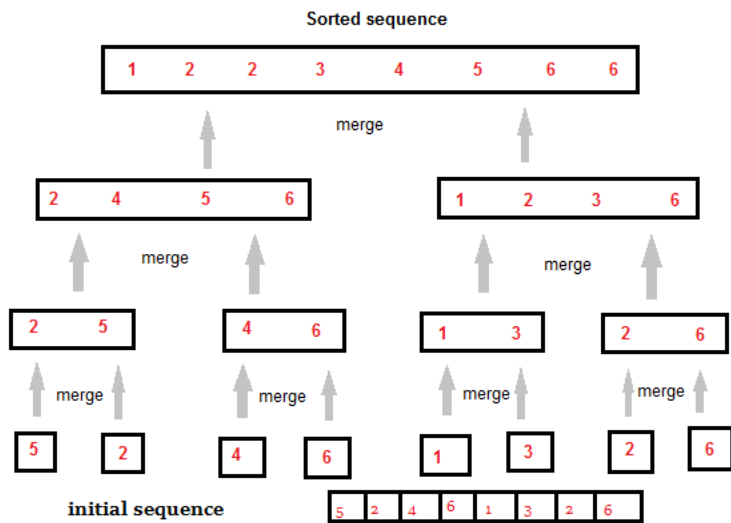 Sorted sequence
1 2 2 3 4 5 6 6
merge
2 4 5 6 1 2 3 6
merge merge
2 5 4 6 1 3 2 6
merge merge merge merge
5 2 4 6 1 3 2 6
initial sequence 5 2 4 6 1 3 2 6